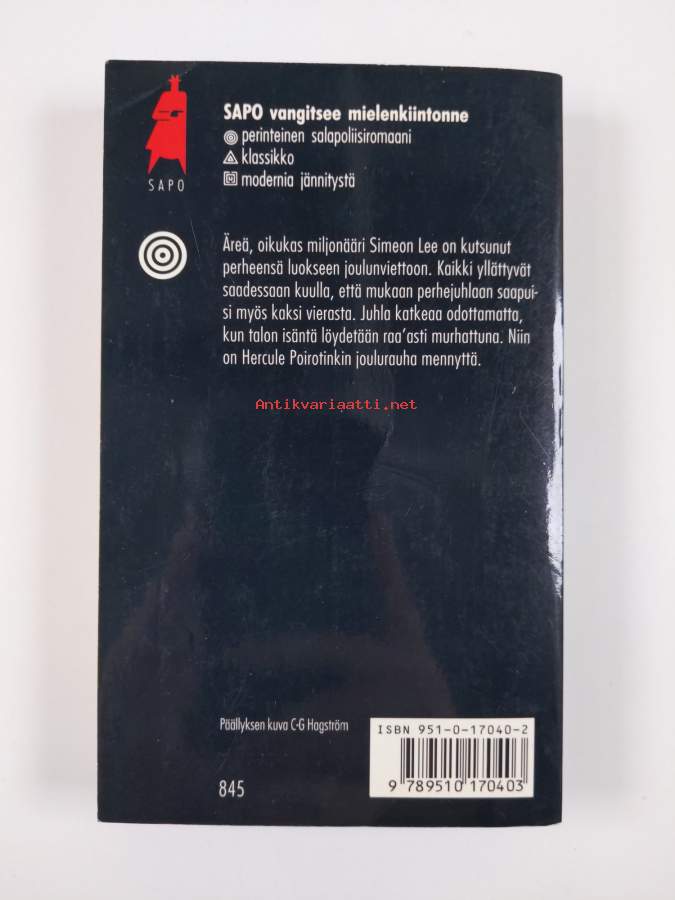 SAPO vangitsee mielenkiintonne
perinteinen salapoliisiromaani
klassikko
modernia jännitystä
SAPO
Äreä, oikukas miljonääri Simeon Lee on kutsunut
perheensä luokseen joulunviettoon. Kaikki yllättyvät
saadessaan kuulla, että mukaan perhejuhlaan saapui-
si myös kaksi vierasta. Juhla katkeaa odottamatta,
kun talon isäntä löydetään raa'asti murhattuna. Niin
on Hercule Poirotinkin joulurauha mennyttä.
Antikvariaatti.net
Päällyksen kuva C-G Hagström
ISBN 951-0-17040-2
9 789510 170403
845